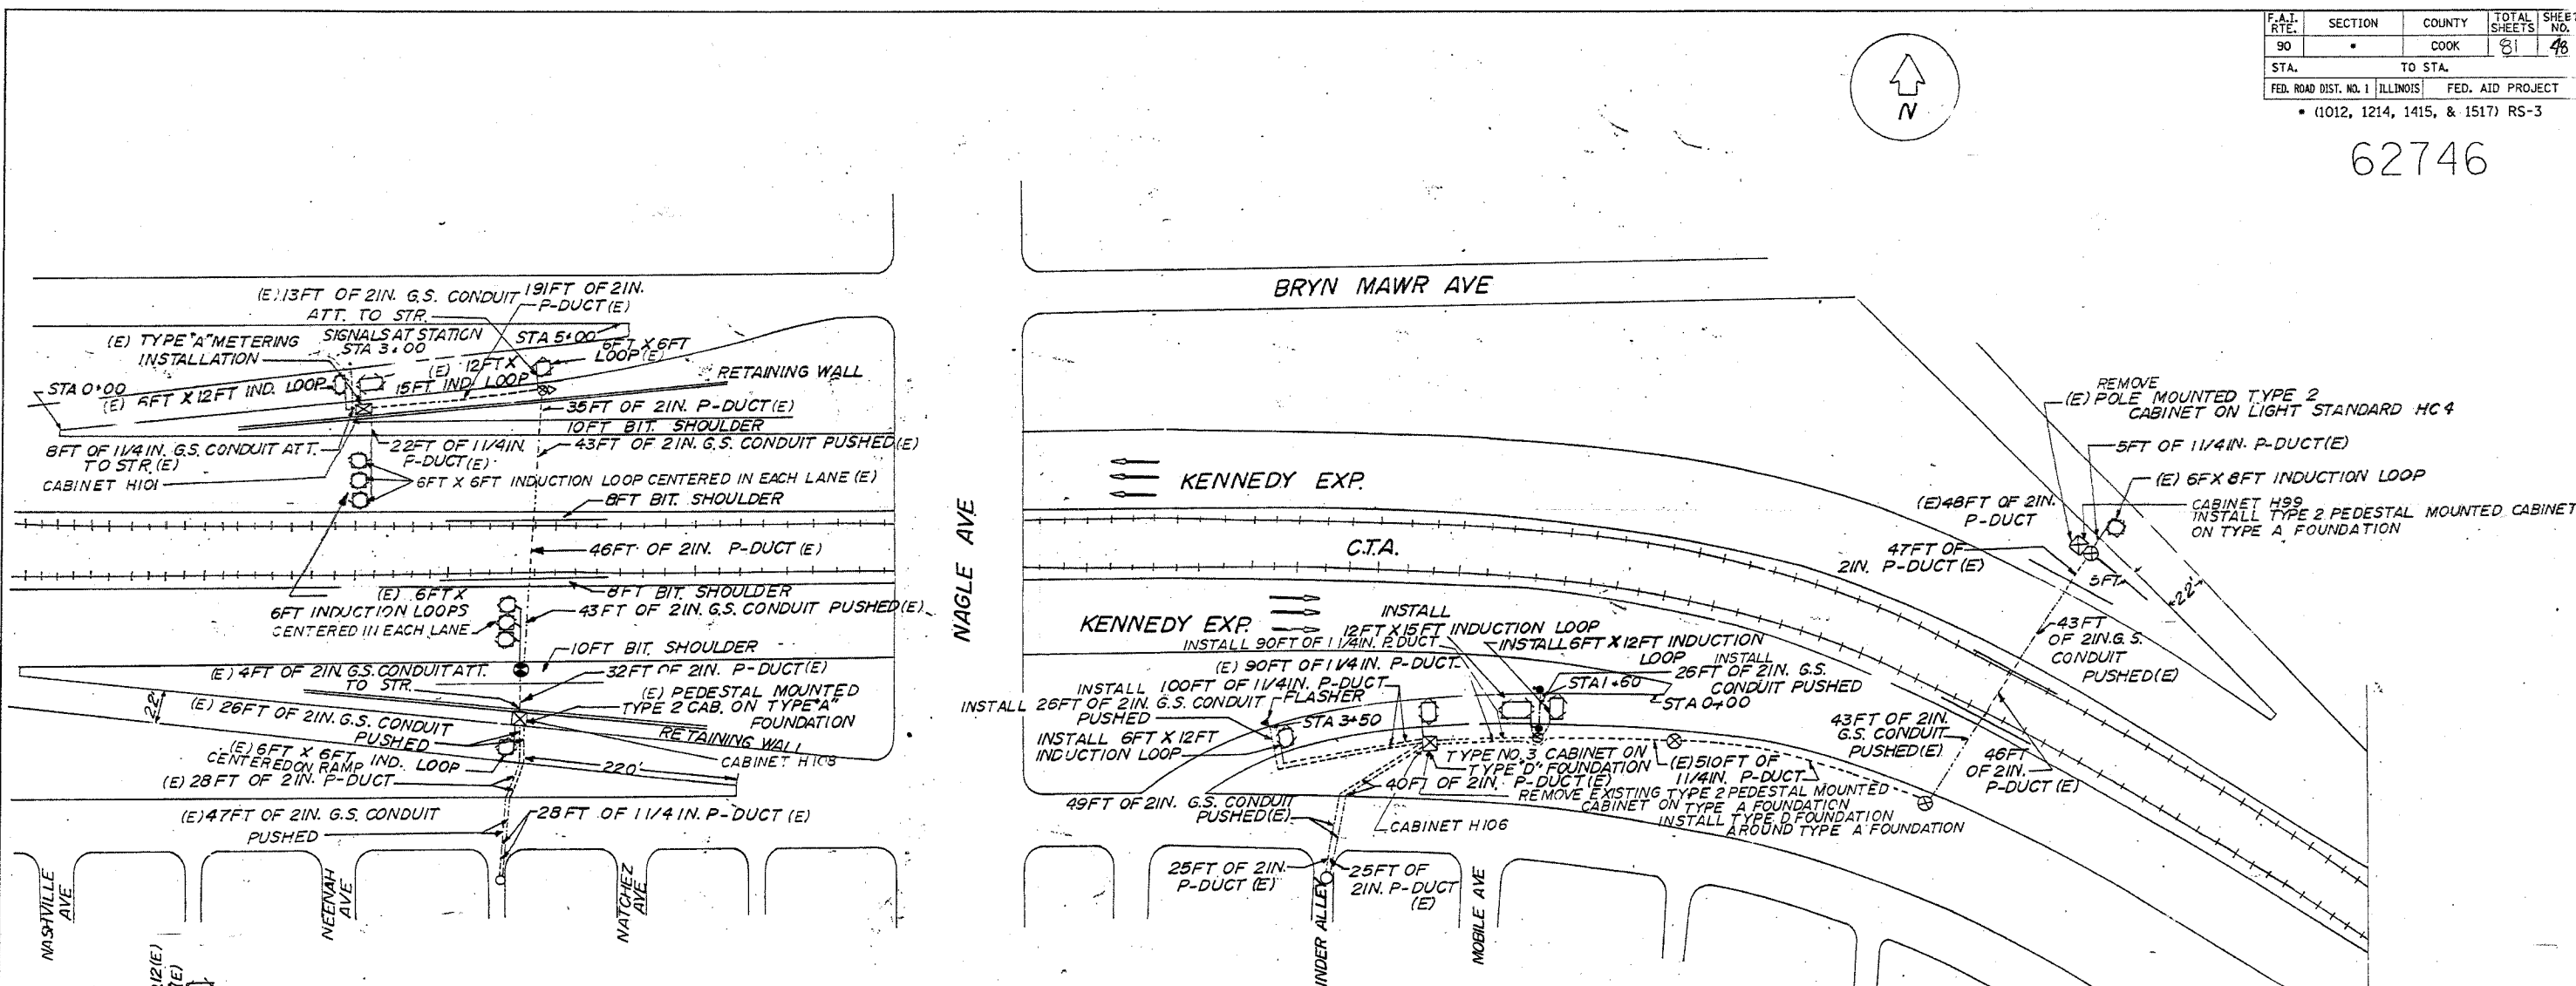 F.A.I. RTE. SECTION COUNTY TOTAL SHEETS SHEET NO.
90 • COOK 81 48
STA. TO STA.
FED. ROAD DIST. NO. 1 ILLINOIS FED. AID PROJECT
• (1012, 1214, 1415, & 1517) RS-3
62746
N
BRYN MAWR AVE
(E) 13FT OF 2IN. G.S. CONDUIT
ATT. TO STR.
191FT OF 2IN.
P-DUCT (E)
(E) TYPE "A" METERING
INSTALLATION
SIGNALS AT STATION
STA 3+00
STA 5+00
6FT X 6FT
LOOP (E)
(E) 12FT X
15FT IND. LOOP
STA 0+00
(E) 6FT X 12FT IND. LOOP
RETAINING WALL
35FT OF 2IN. P-DUCT (E)
10FT BIT. SHOULDER
8FT OF 1 1/4IN. G.S. CONDUIT ATT.
TO STR. (E)
22FT OF 1 1/4IN.
P-DUCT (E)
43FT OF 2IN. G.S. CONDUIT PUSHED (E)
CABINET H101
6FT X 6FT INDUCTION LOOP CENTERED IN EACH LANE (E)
8FT BIT. SHOULDER
46FT OF 2IN. P-DUCT (E)
(E) 6FT X
6FT INDUCTION LOOPS
CENTERED IN EACH LANE
8FT BIT. SHOULDER
43FT OF 2IN. G.S. CONDUIT PUSHED (E)
10FT BIT. SHOULDER
(E) 4FT OF 2IN. G.S. CONDUIT ATT.
TO STR.
32FT OF 2IN. P-DUCT (E)
22'
(E) 26FT OF 2IN. G.S. CONDUIT
PUSHED
(E) PEDESTAL MOUNTED
TYPE 2 CAB. ON TYPE "A"
FOUNDATION
RETAINING WALL
(E) 6FT X 6FT IND. LOOP
CENTERED ON RAMP
CABINET H108
220'
(E) 28FT OF 2IN. P-DUCT
(E) 47FT OF 2IN. G.S. CONDUIT
PUSHED
28FT OF 1 1/4IN. P-DUCT (E)
NASHVILLE
AVE
NEENAH
AVE
NATCHEZ
AVE
NAGLE AVE
KENNEDY EXP.
C.T.A.
KENNEDY EXP.
INSTALL
12FT X 15FT INDUCTION LOOP
INSTALL 90FT OF 1 1/4IN. P.DUCT
INSTALL 6FT X 12FT INDUCTION
LOOP
(E) 90FT OF 1 1/4IN. P-DUCT
INSTALL
26FT OF 2IN. G.S.
CONDUIT PUSHED
INSTALL 100FT OF 1 1/4IN. P-DUCT
FLASHER
INSTALL 26FT OF 2IN. G.S. CONDUIT
PUSHED
STA 1+60
STA 0+00
STA 3+50
INSTALL 6FT X 12FT
INDUCTION LOOP
TYPE NO. 3 CABINET ON
TYPE "D" FOUNDATION
(E) 510FT OF
1 1/4IN. P-DUCT
40FT OF 2IN. P-DUCT (E)
REMOVE EXISTING TYPE 2 PEDESTAL MOUNTED
CABINET ON TYPE A FOUNDATION
INSTALL TYPE D FOUNDATION
AROUND TYPE A FOUNDATION
49FT OF 2IN. G.S. CONDUIT
PUSHED (E)
CABINET H106
25FT OF 2IN.
P-DUCT (E)
25FT OF
2IN. P-DUCT
(E)
MOBILE AVE
REMOVE
(E) POLE MOUNTED TYPE 2
CABINET ON LIGHT STANDARD HC 4
5FT OF 1 1/4IN. P-DUCT (E)
(E) 6FX 8FT INDUCTION LOOP
(E) 48FT OF 2IN.
P-DUCT
CABINET H99
INSTALL TYPE 2 PEDESTAL MOUNTED CABINET
ON TYPE A FOUNDATION
47FT OF
2IN. P-DUCT (E)
5FT
22'
43FT
OF 2IN. G.S.
CONDUIT
PUSHED (E)
43FT OF 2IN.
G.S. CONDUIT
PUSHED (E)
46FT
OF 2IN.
P-DUCT (E)